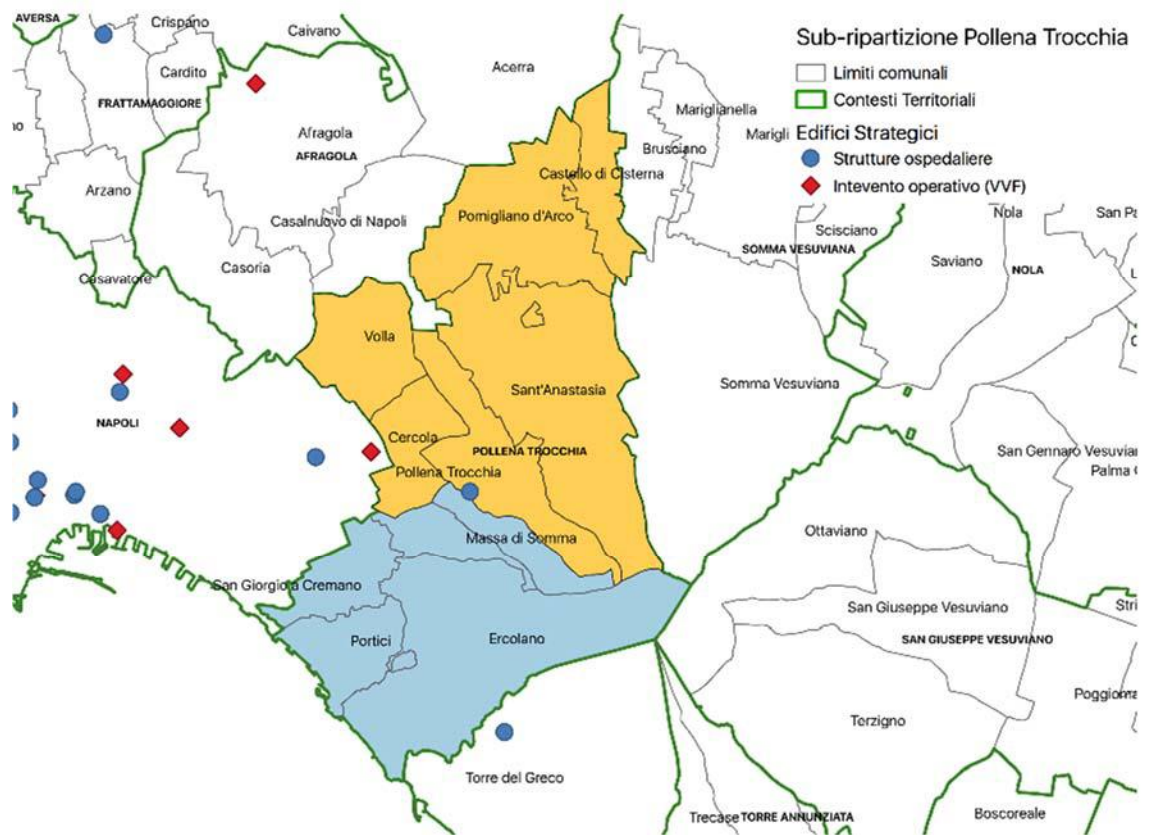 AVERSA
Crispano
Caivano
Sub-ripartizione Pollena Trocchia
Acerra
Cardito
Limiti comunali
FRATTAMAGGIORE
Contesti Territoriali
Mariglianella
no
Afragola
Marigli
Edifici Strategici
AFRAGOLA
Brusciano
Strutture ospedaliere
Castello di Cisterna
Arzano
Intevento operativo (VVF)
Pomigliano d'Arco
Nola
San Pa
Casalnuovo di Napoli
Scisciano
SOMMA VESUVIANA
Saviano
NOLA
Casoria
Casavatore
Volla
Somma Vesuviana
Sant'Anastasia
NAPOLI
Cercola
POLLENA TROCCHIA
San Gennaro Vesuvia
Pollena Trocchia
Palma
Ottaviano
Massa di Somma
San Giorgio a Cremano
San Giuseppe Vesuviano
Stri
Portici
Ercolano
SAN GIUSEPPE VESUVIANO
Poggioma
Terzigno
Torre del Greco
Trecase
TORRE ANNUNZIATA
Boscoreale